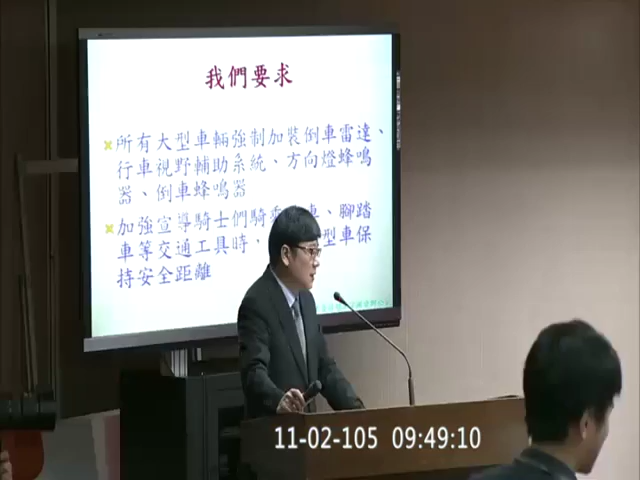 我們要求
所有大型車輛強制加裝倒車雷達、
行車視野輔助系統、方向燈蜂鳴
器、倒車蜂鳴器
加強宣導騎士們騎乘 車、腳踏
車等交通工具時, 型車保
持安全距離
11-02-105 09:49:10